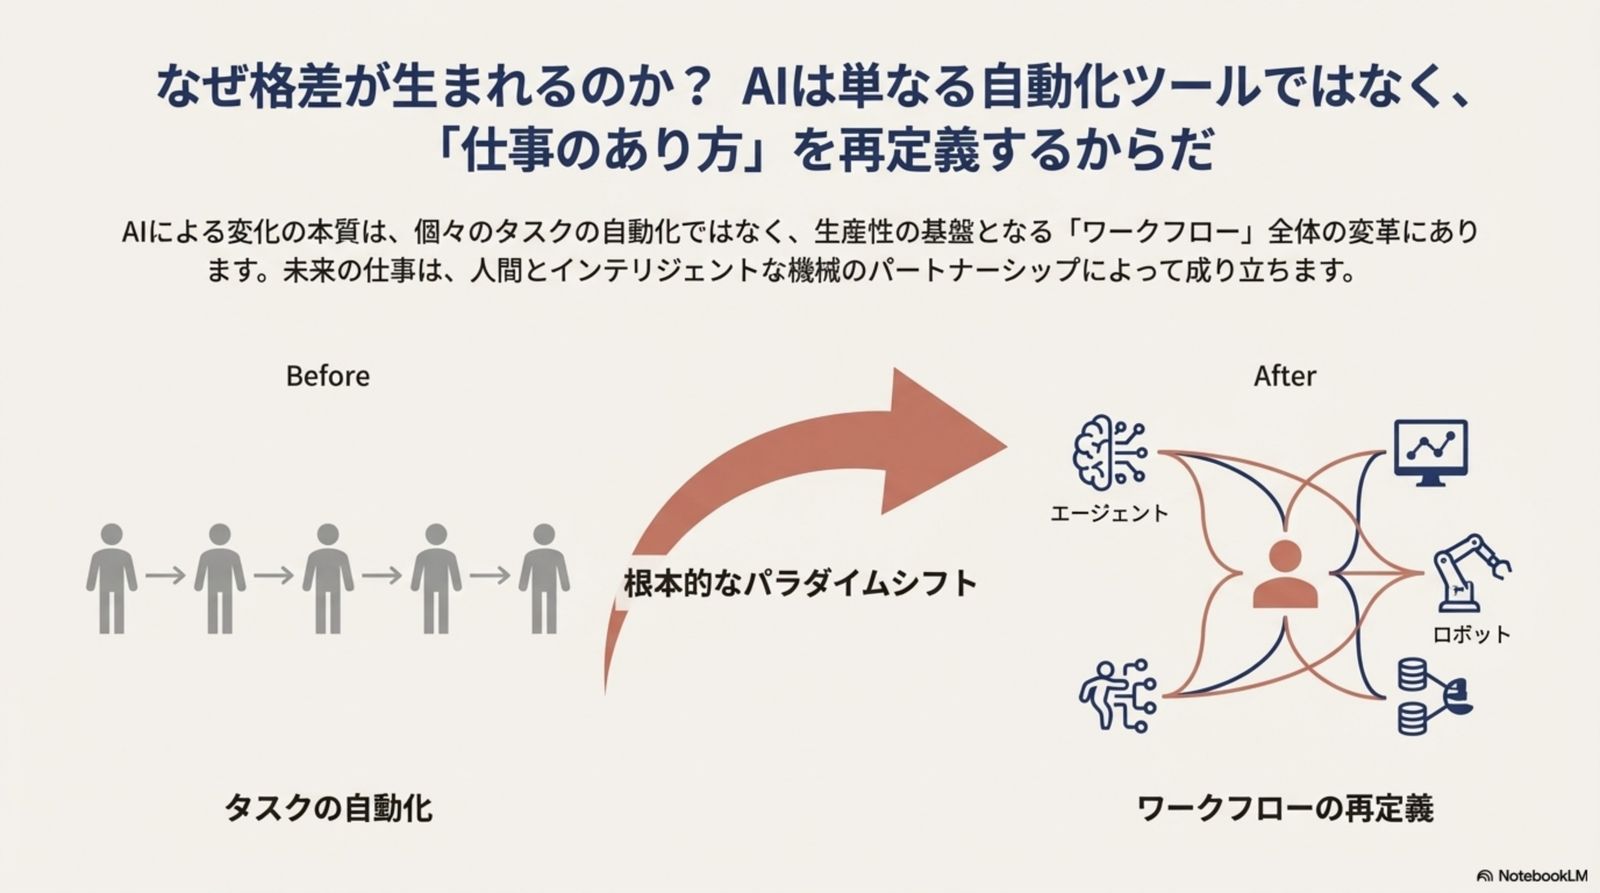 なぜ格差が生まれるのか？ AIは単なる自動化ツールではなく、
「仕事のあり方」を再定義するからだ
AIによる変化の本質は、個々のタスクの自動化ではなく、生産性の基盤となる「ワークフロー」全体の変革にあり
ます。未来の仕事は、人間とインテリジェントな機械のパートナーシップによって成り立ちます。
Before
根本的なパラダイムシフト
タスクの自動化
After
エージェント
ロボット
ワークフローの再定義
NotebookLM